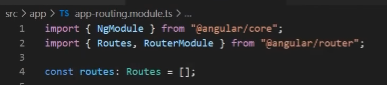 src > app > TS app-routing.module.ts > ...
1 import { NgModule } from "@angular/core";
2 import { Routes, RouterModule } from "@angular/router";
3
4 const routes: Routes = [];